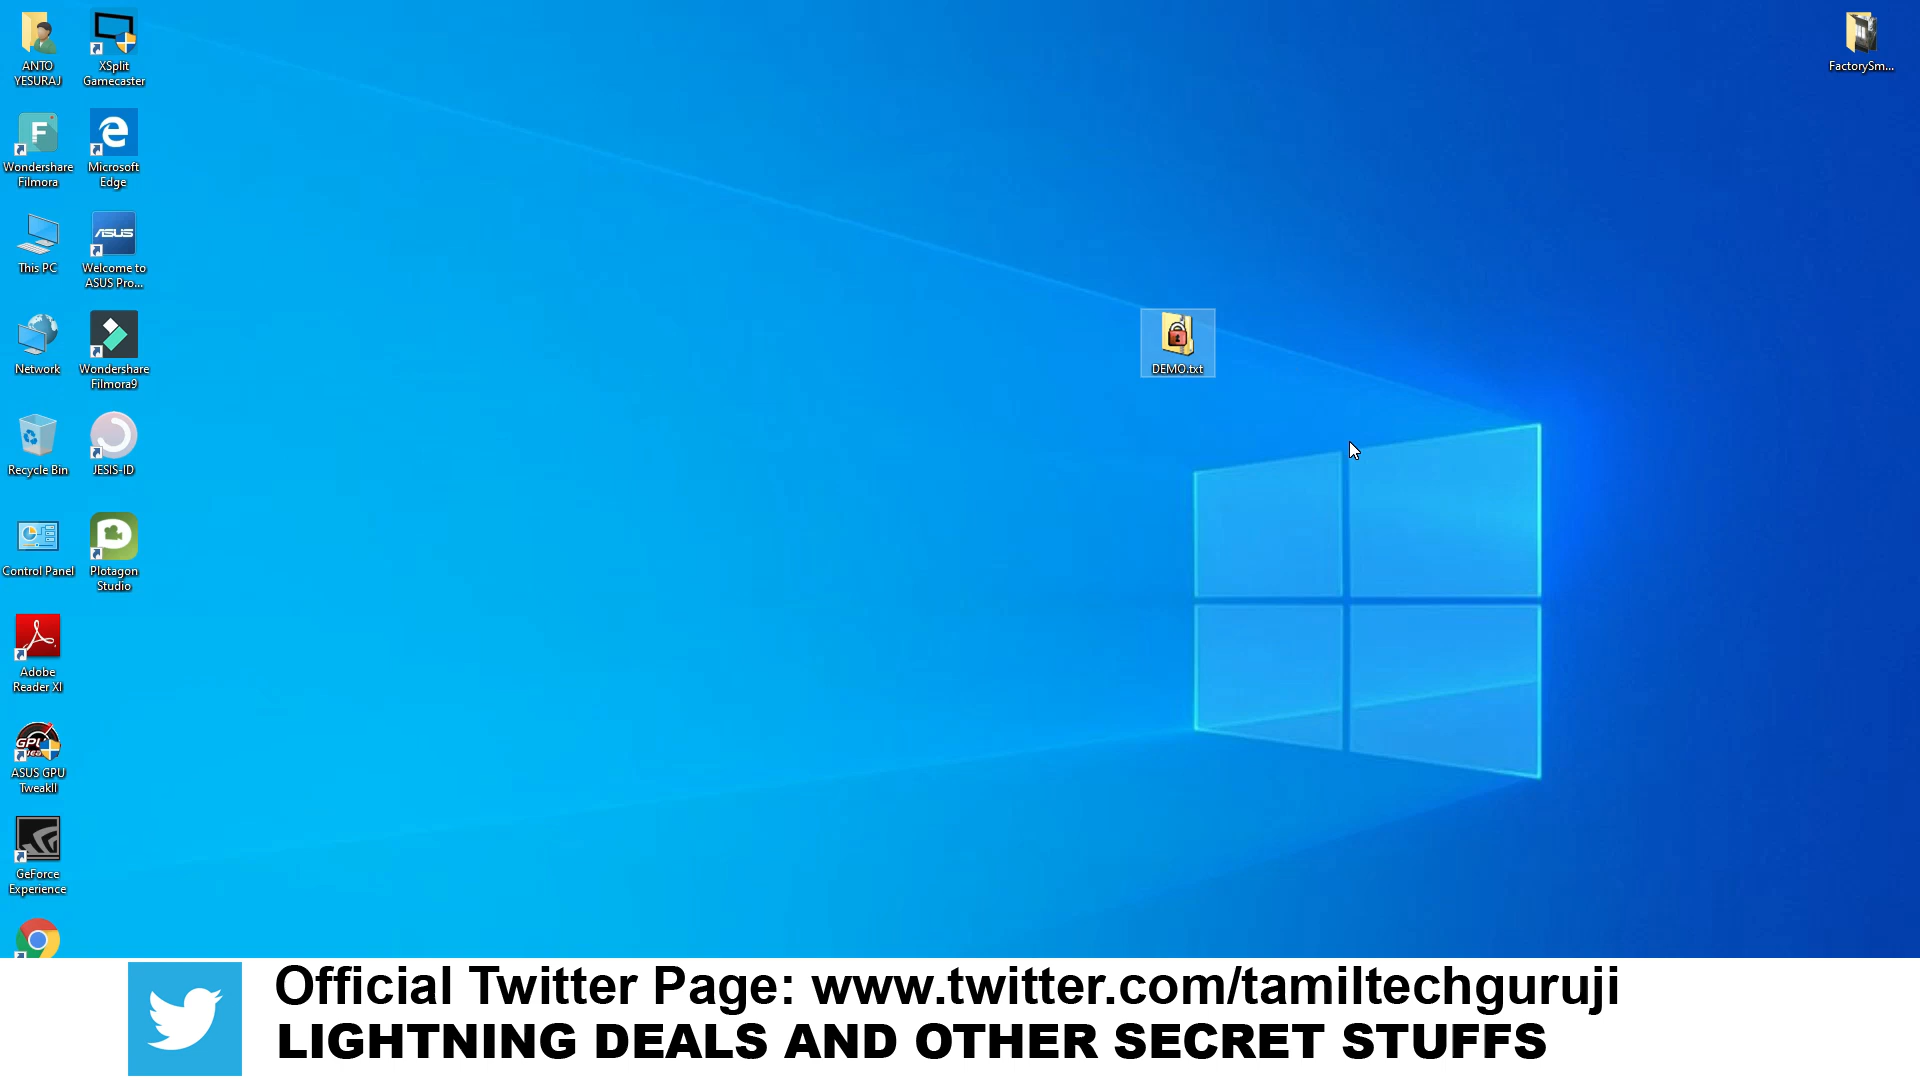 ANTO
YESURAJ
XSplit
Gamecaster
FactorySm...
F
Wondershare
Filmora
Microsoft
Edge
This PC
ASUS
Welcome to
ASUS Pro...
DEMO.txt
Network
Wondershare
Filmora9
Recycle Bin
JESIS-ID
Control Panel
Plotagon
Studio
Adobe
Reader XI
GPU
ASUS GPU
TweakII
GeForce
Experience
Official Twitter Page: www.twitter.com/tamiltechguruji
LIGHTNING DEALS AND OTHER SECRET STUFFS